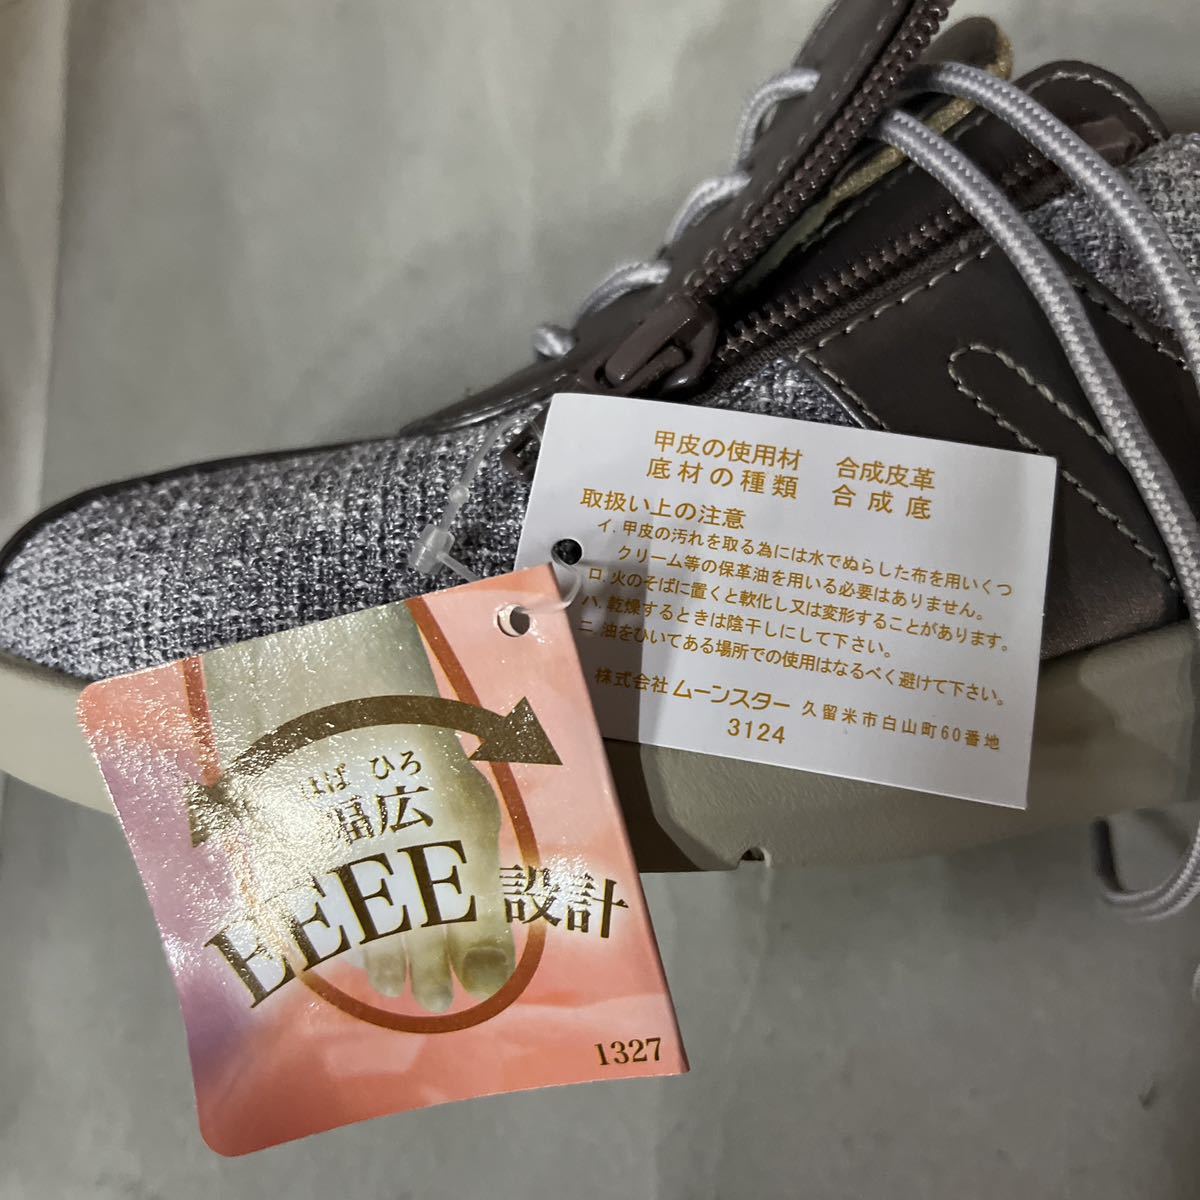 甲皮の使用材 合成皮革
底材の種類 合成底
取扱い上の注意
イ. 甲皮の汚れを取る為には水でぬらした布を用いくつ
クリーム等の保革油を用いる必要はありません。
ロ. 火のそばに置くと軟化し又は変形することがあります。
ハ. 乾燥するときは陰干しにして下さい。
ニ. 油をひいてある場所での使用はなるべく避けて下さい。
株式会社 ムーンスター 久留米市白山町60番地
3124
はば ひろ
幅広
EEEE 設計
1327